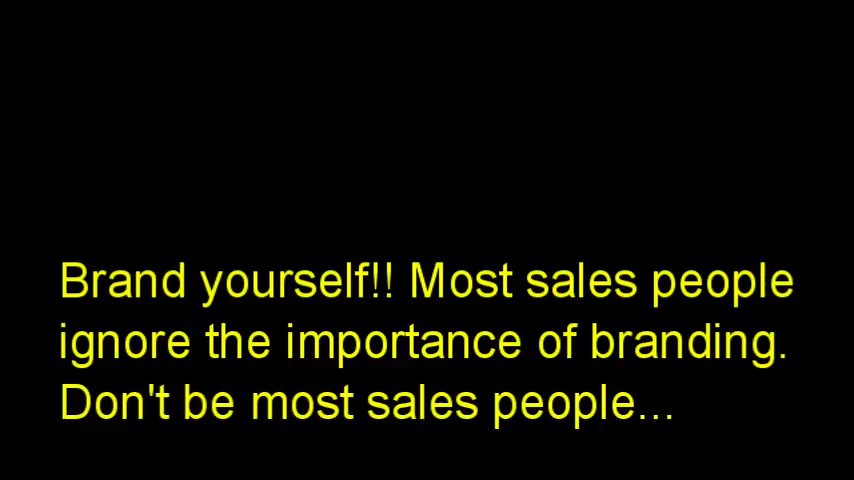 Brand yourself!! Most sales people
ignore the importance of branding.
Don't be most sales people...